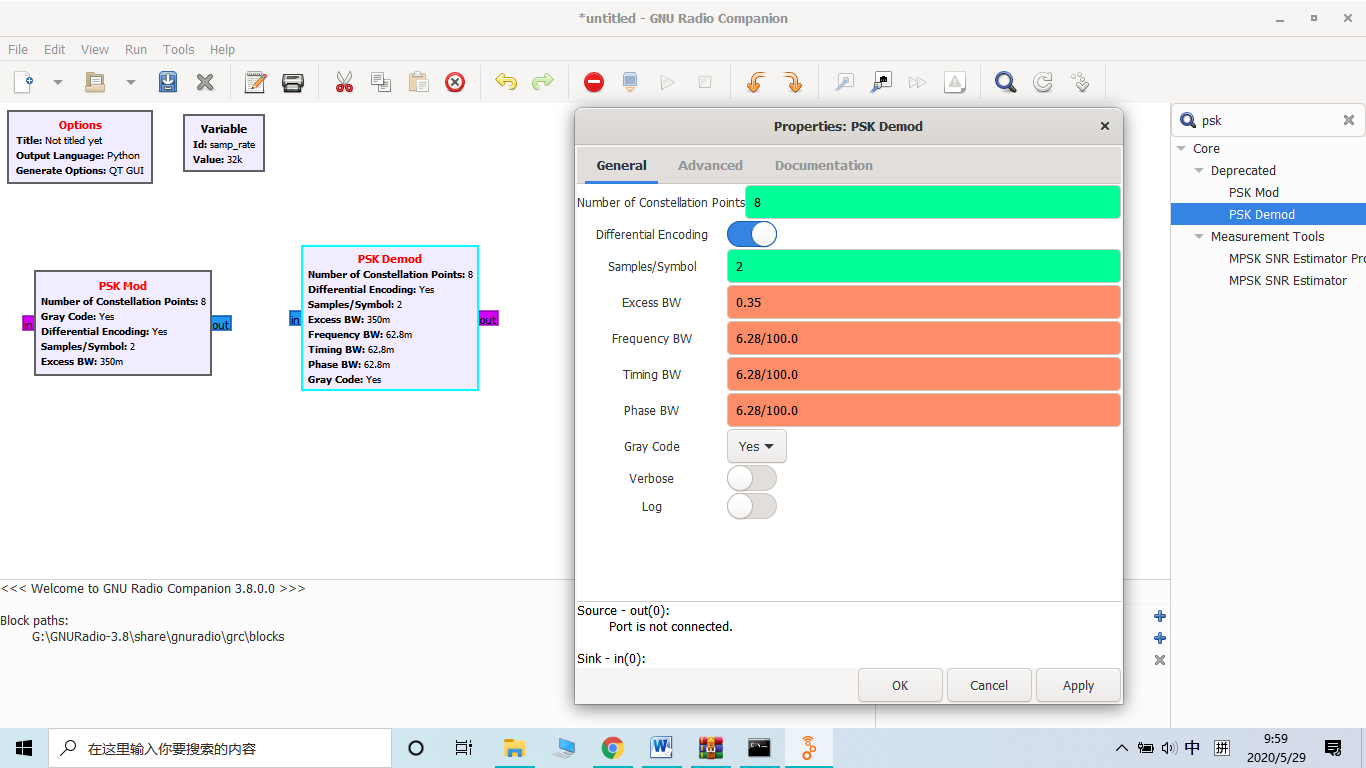 *untitled - GNU Radio Companion
File Edit View Run Tools Help
Options
Title: Not titled yet
Output Language: Python
Generate Options: QT GUI
Variable
Id: samp_rate
Value: 32k
PSK Mod
Number of Constellation Points: 8
Gray Code: Yes
Differential Encoding: Yes
Samples/Symbol: 2
Excess BW: 350m
in
out
PSK Demod
Number of Constellation Points: 8
Differential Encoding: Yes
Samples/Symbol: 2
Excess BW: 350m
Frequency BW: 62.8m
Timing BW: 62.8m
Phase BW: 62.8m
Gray Code: Yes
in
out
Properties: PSK Demod
General Advanced Documentation
Number of Constellation Points 8
Differential Encoding
Samples/Symbol 2
Excess BW 0.35
Frequency BW 6.28/100.0
Timing BW 6.28/100.0
Phase BW 6.28/100.0
Gray Code Yes
Verbose
Log
Source - out(0):
Port is not connected.
Sink - in(0):
OK Cancel Apply
psk
Core
Deprecated
PSK Mod
PSK Demod
Measurement Tools
MPSK SNR Estimator Pro
MPSK SNR Estimator
<<< Welcome to GNU Radio Companion 3.8.0.0 >>>
Block paths:
G:\GNURadio-3.8\share\gnuradio\grc\blocks
在这里输入你要搜索的内容
中
拼
9:59
2020/5/29